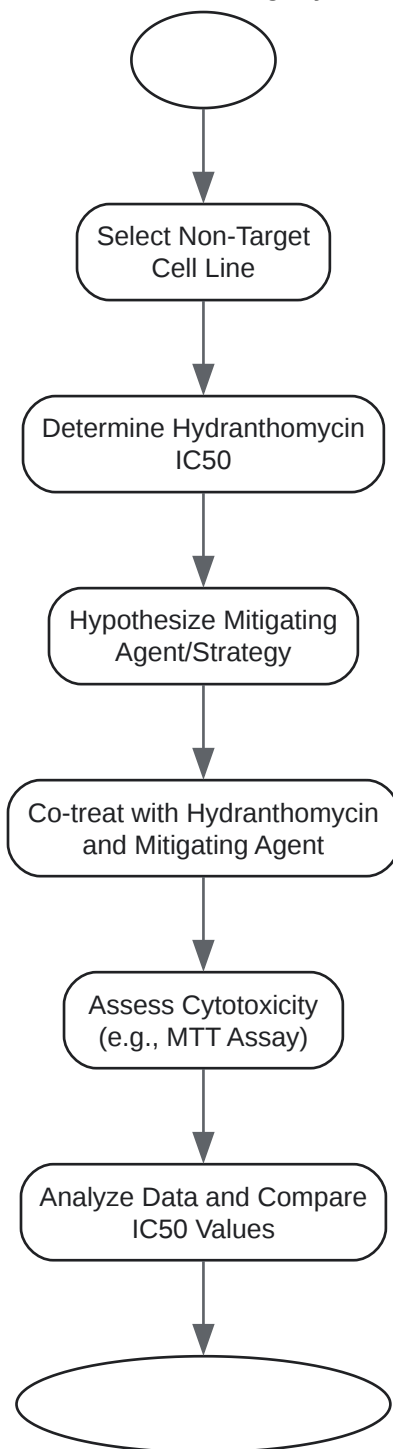 Select Non-Target
Cell Line
Determine Hydranthomycin
IC50
Hypothesize Mitigating
Agent/Strategy
Co-treat with Hydranthomycin
and Mitigating Agent
Assess Cytotoxicity
(e.g., MTT Assay)
Analyze Data and Compare
IC50 Values